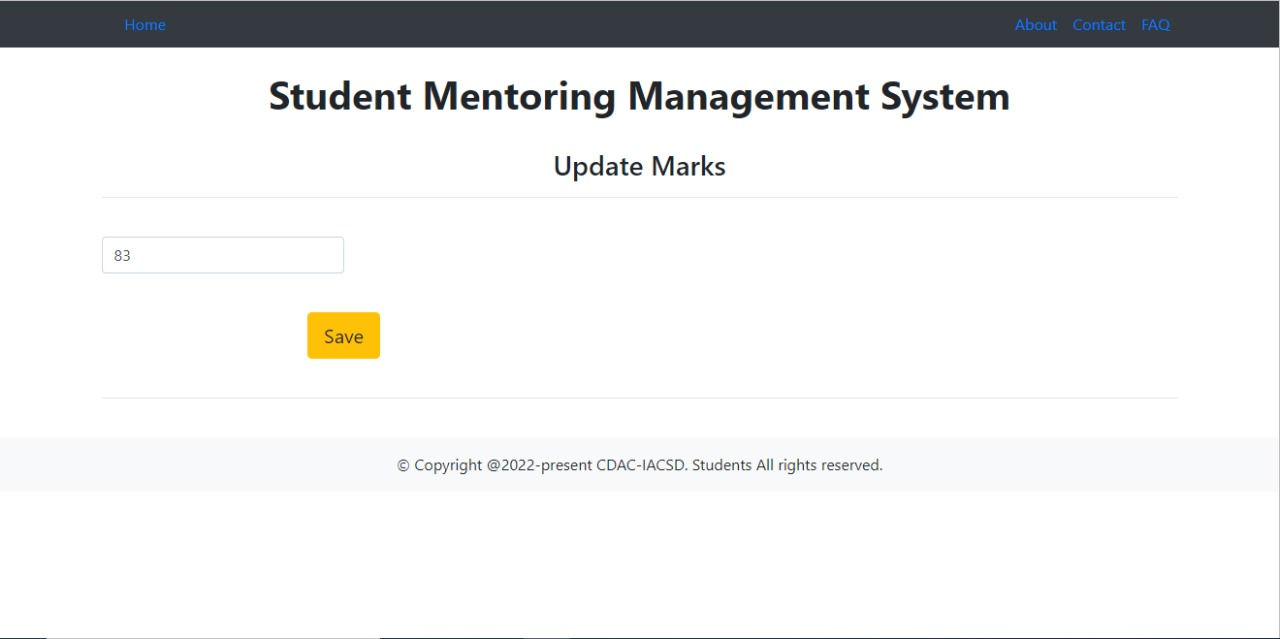 Home About Contact FAQ
Student Mentoring Management System
Update Marks
83
Save
© Copyright @2022-present CDAC-IACSD. Students All rights reserved.